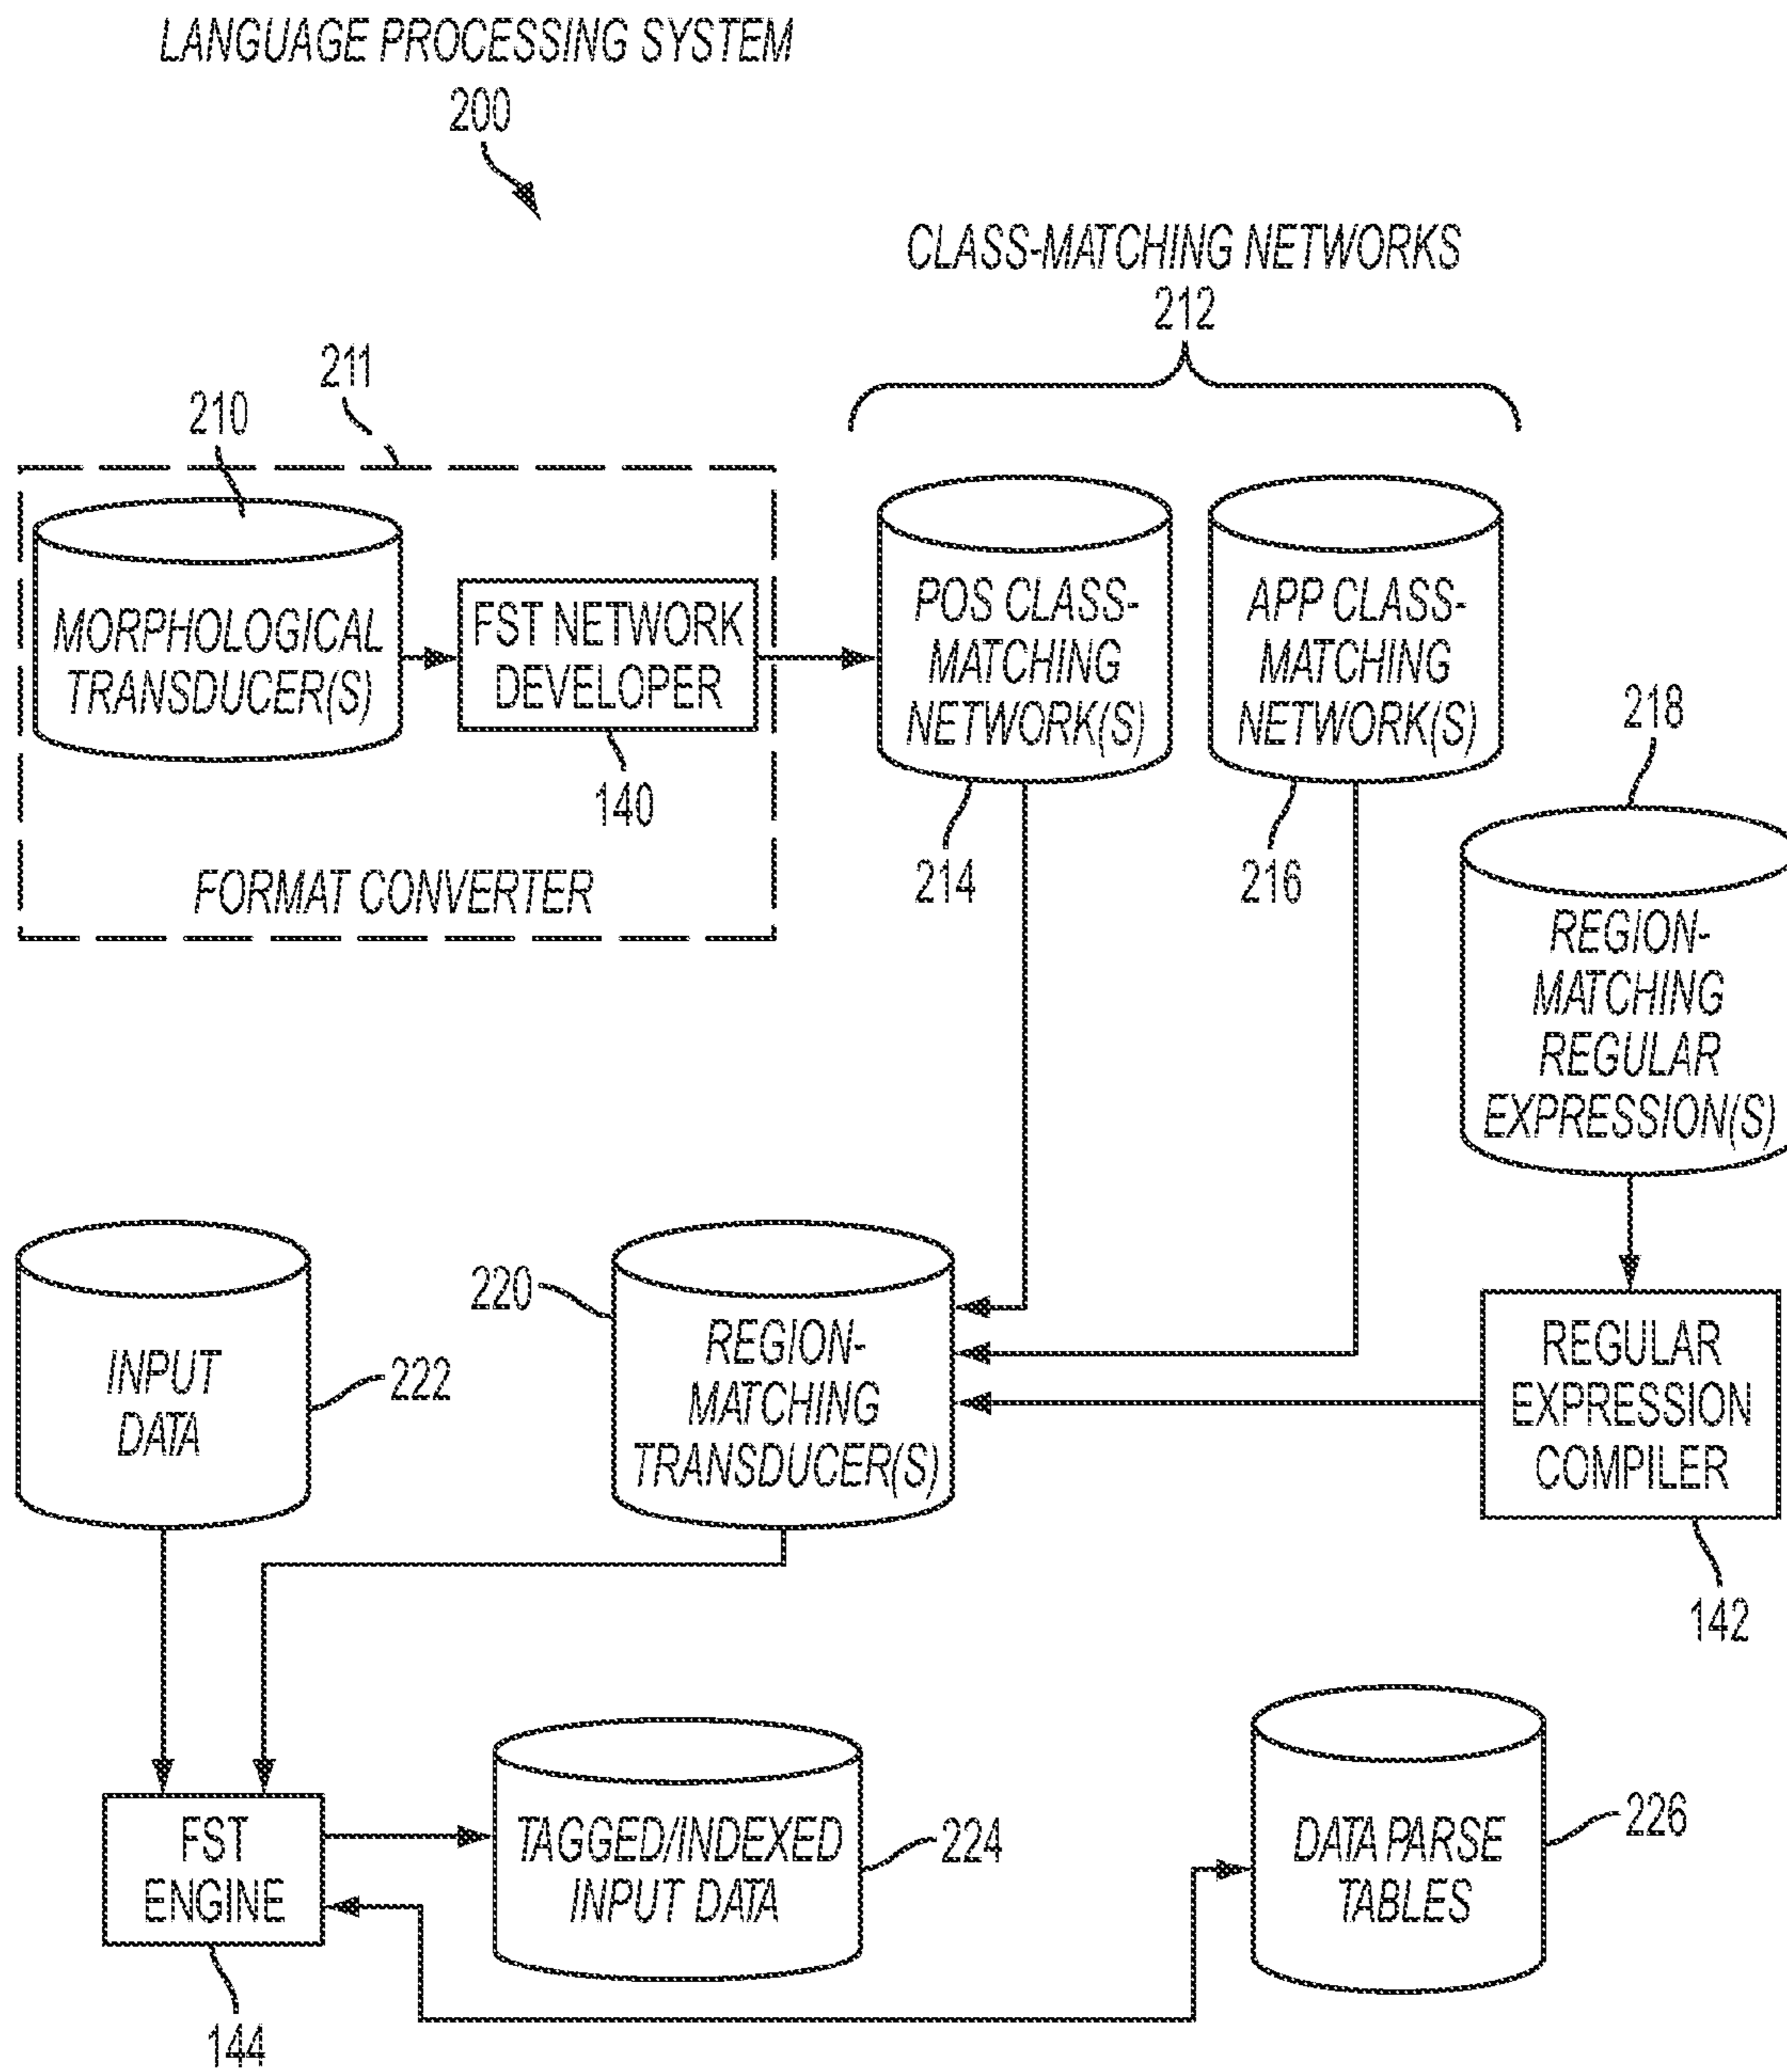 LANGUAGE PROCESSING SYSTEM
200
CLASS-MATCHING NETWORKS
212
211
210
MORPHOLOGICAL
TRANSDUCER(S)
FST NETWORK
DEVELOPER
140
FORMAT CONVERTER
POS CLASS-
MATCHING
NETWORK(S)
214
APP CLASS-
MATCHING
NETWORK(S)
216
218
REGION-
MATCHING
REGULAR
EXPRESSION(S)
INPUT
DATA
222
220
REGION-
MATCHING
TRANSDUCER(S)
REGULAR
EXPRESSION
COMPILER
142
FST
ENGINE
144
TAGGED/INDEXED
INPUT DATA
224
DATA PARSE
TABLES
226